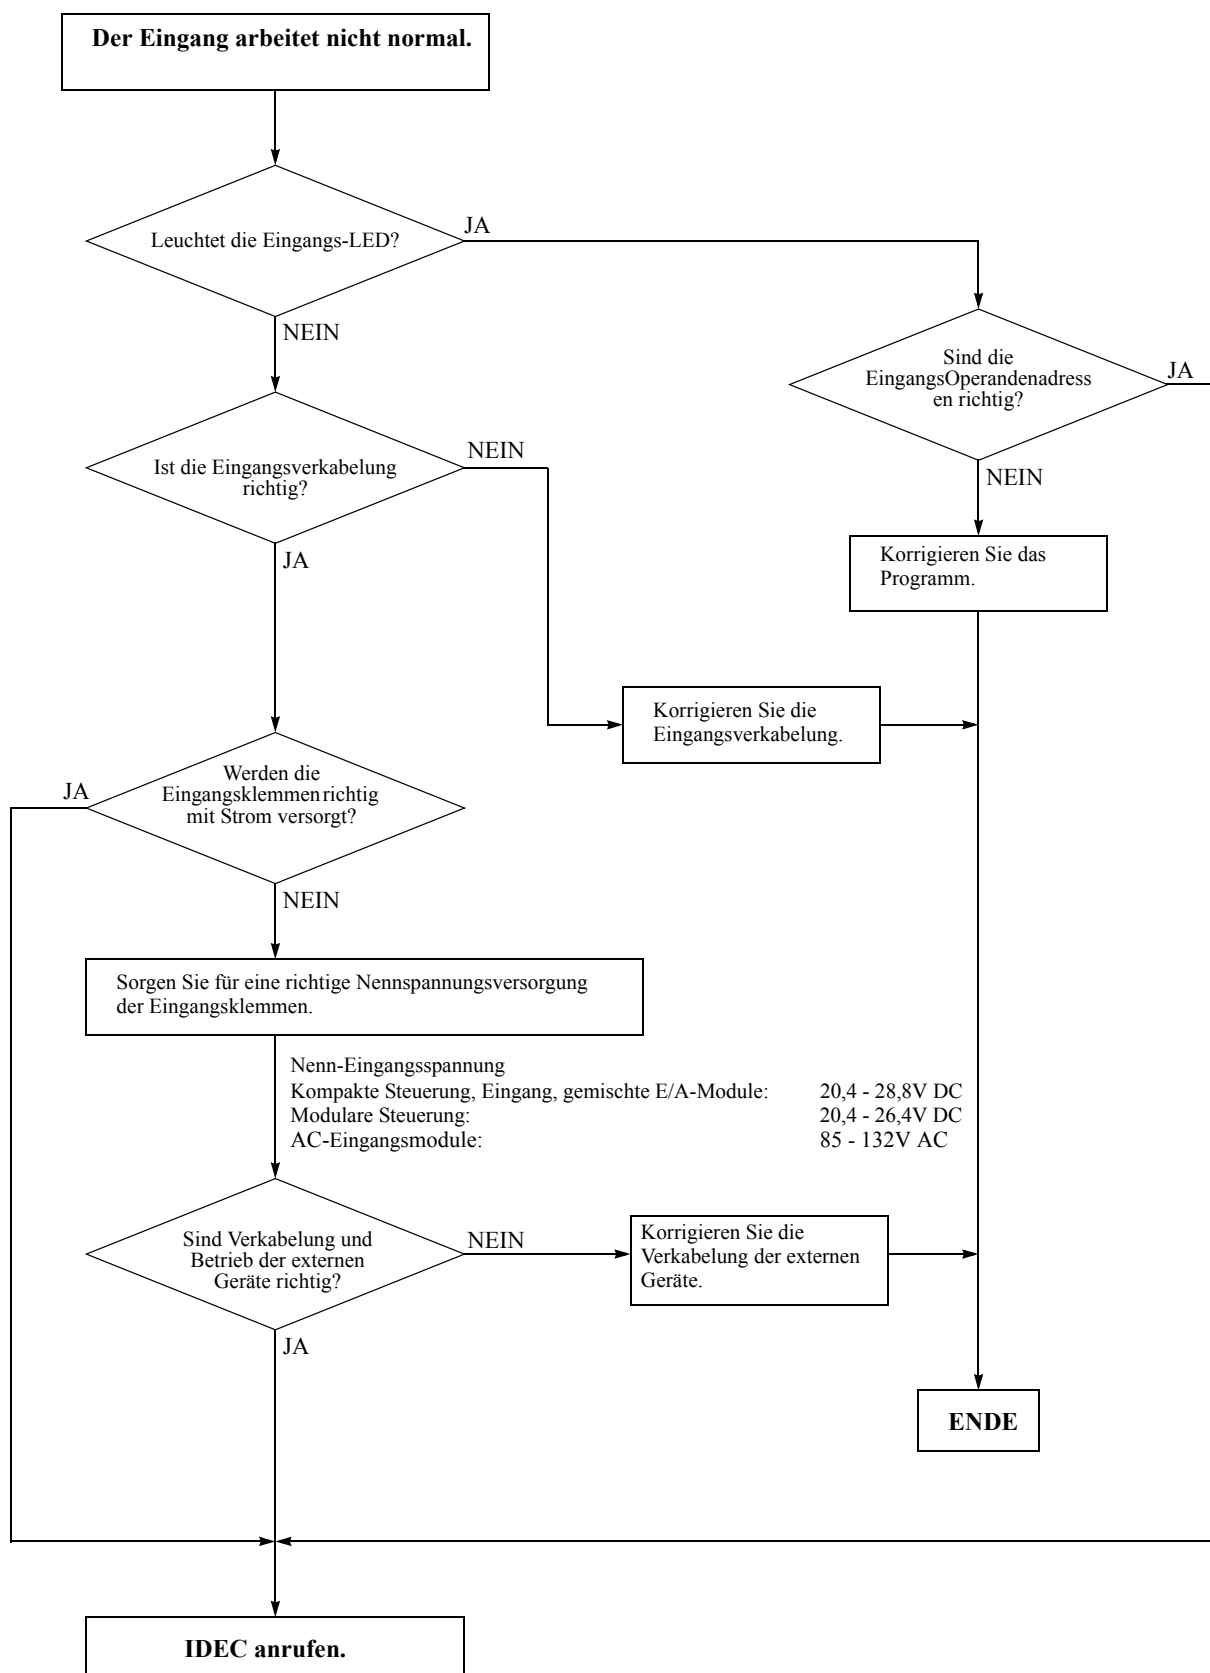 Der Eingang arbeitet nicht normal.
Leuchtet die Eingangs-LED?
JA
NEIN
Sind die
EingangsOperandenadress
en richtig?
JA
NEIN
Ist die Eingangsverkabelung
richtig?
NEIN
JA
Korrigieren Sie das
Programm.
Korrigieren Sie die
Eingangsverkabelung.
Werden die
Eingangsklemmen richtig
mit Strom versorgt?
JA
NEIN
Sorgen Sie für eine richtige Nennspannungsversorgung
der Eingangsklemmen.
Nenn-Eingangsspannung
Kompakte Steuerung, Eingang, gemischte E/A-Module: 20,4 - 28,8V DC
Modulare Steuerung: 20,4 - 26,4V DC
AC-Eingangsmodule: 85 - 132V AC
Sind Verkabelung und
Betrieb der externen
Geräte richtig?
NEIN
JA
Korrigieren Sie die
Verkabelung der externen
Geräte.
ENDE
IDEC anrufen.